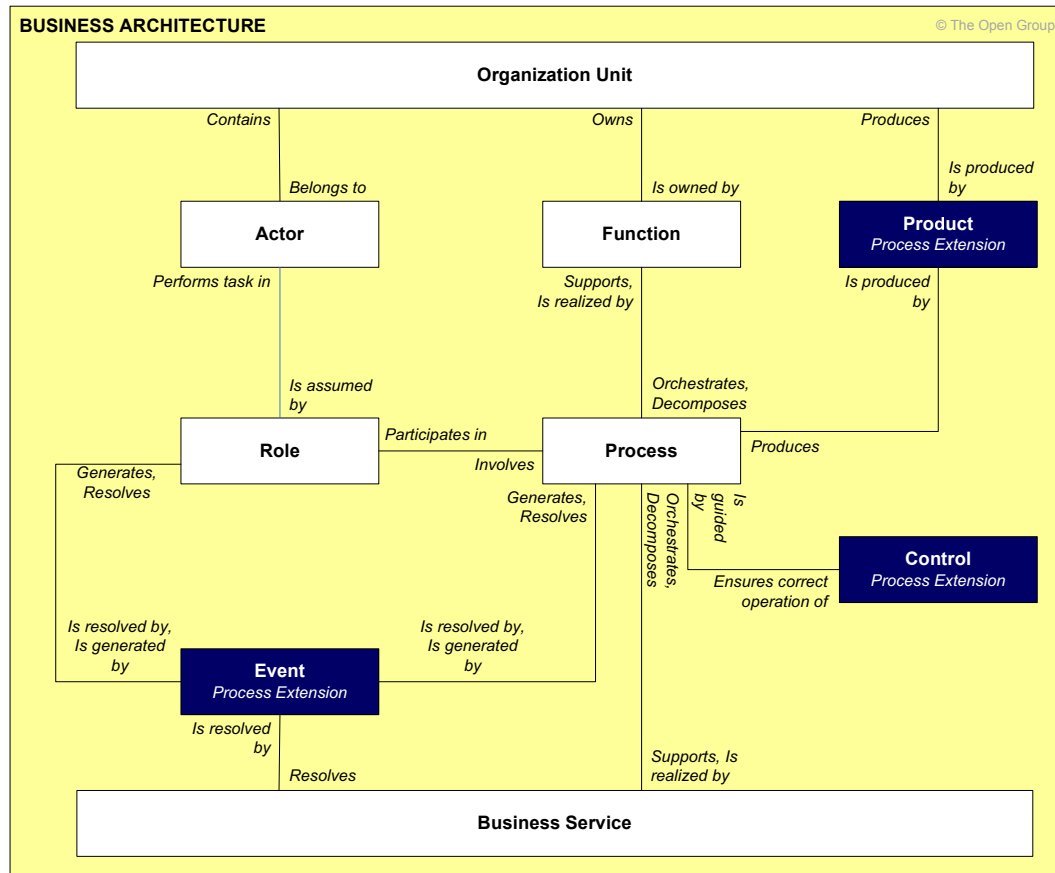 BUSINESS ARCHITECTURE
© The Open Group
Organization Unit
Contains
Owns
Produces
Belongs to
Is owned by
Is produced
by
Actor
Function
Product
Process Extension
Performs task in
Supports,
Is realized by
Is produced
by
Is assumed
by
Orchestrates,
Decomposes
Role
Participates in
Involves
Process
Produces
Generates,
Resolves
Generates,
Resolves
Orchestrates,
Decomposes
Is
guided
by
Control
Process Extension
Ensures correct
operation of
Is resolved by,
Is generated
by
Is resolved by,
Is generated
by
Event
Process Extension
Is resolved
by
Resolves
Supports, Is
realized by
Business Service